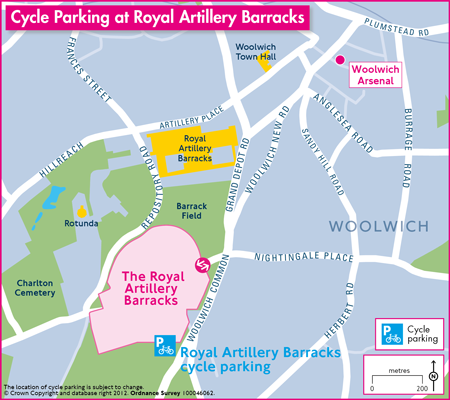 Cycle Parking at Royal Artillery Barracks
PLUMSTEAD RD
FRANCES STREET
Woolwich
Town Hall
Woolwich
Arsenal
ARTILLERY PLACE
HILLREACH
Royal
Artillery
Barracks
REPOSITORY ROAD
GRAND DEPOT RD
WOOLWICH NEW RD
ANGLESEA ROAD
SANDY HILL ROAD
BURRAGE ROAD
Rotunda
Barrack
Field
WOOLWICH
Charlton
Cemetery
The Royal
Artillery
Barracks
NIGHTINGALE PLACE
WOOLWICH COMMON
HERBERT RD
P
Royal Artillery Barracks
cycle parking
P
Cycle
parking
metres
0 200
N
The location of cycle parking is subject to change.
© Crown Copyright and database right 2012. Ordnance Survey 100046062.